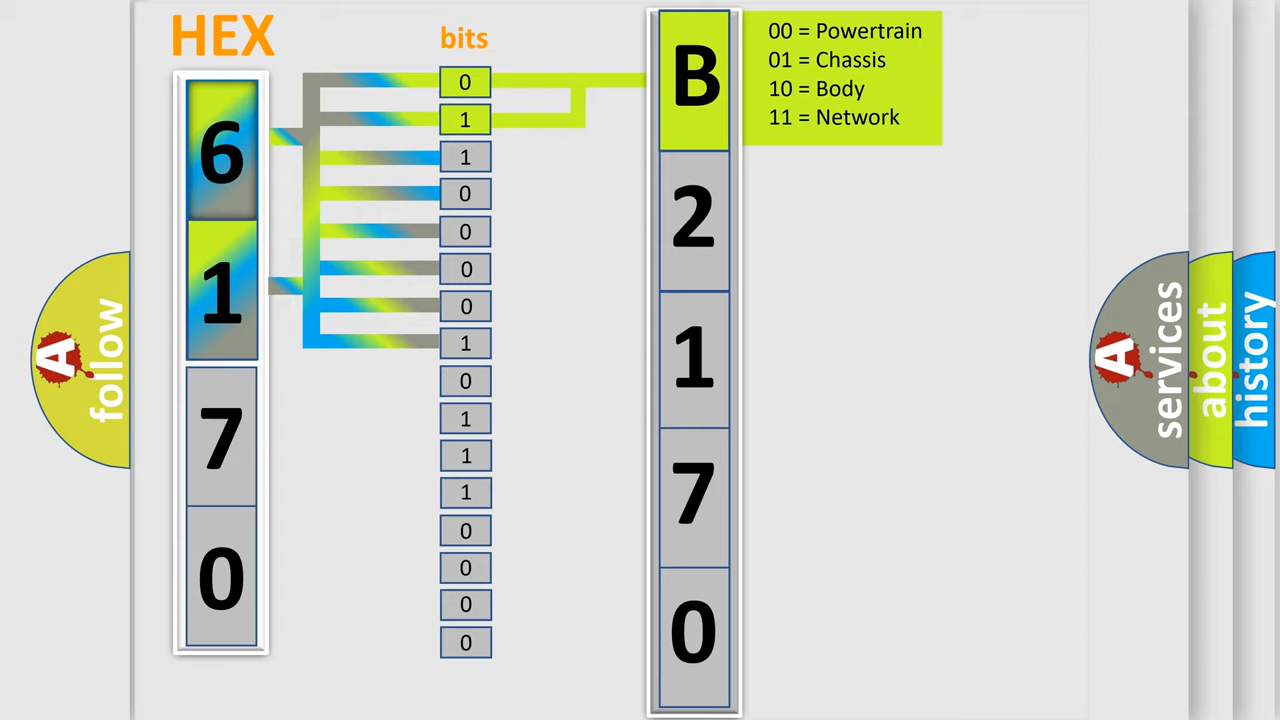 HEX
bits
6
1
7
0
0
1
1
0
0
0
0
1
0
1
1
1
0
0
0
0
B
2
1
7
0
00 = Powertrain
01 = Chassis
10 = Body
11 = Network
A
follow
A
services
about
history